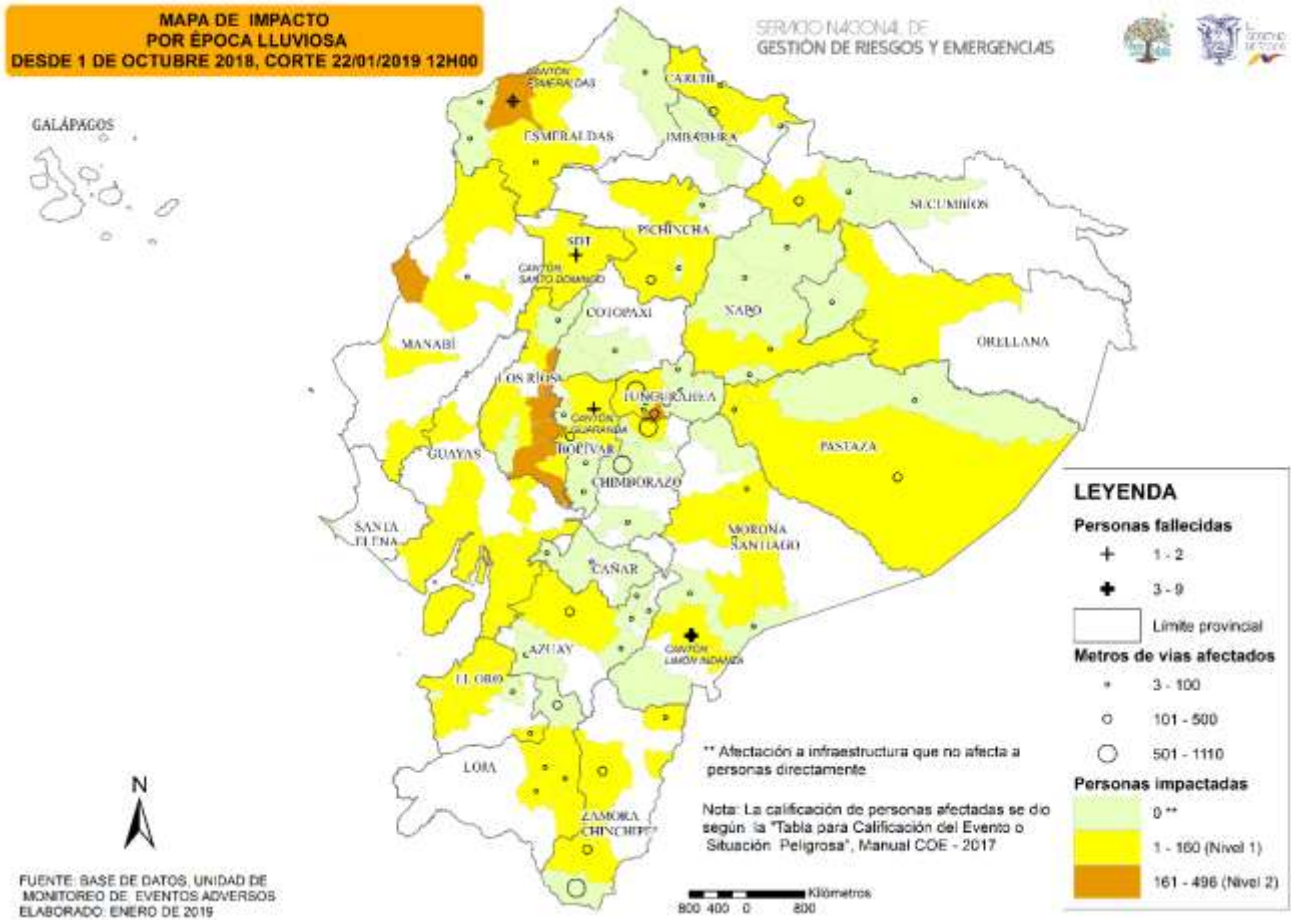 MAPA DE IMPACTO
POR ÉPOCA LLUVIOSA
DESDE 1 DE OCTUBRE 2018, CORTE 22/01/2019 12H00
SERVICIO NACIONAL DE
GESTIÓN DE RIESGOS Y EMERGENCIAS
GALÁPAGOS
CANTÓN
ESMERALDAS
CARCHI
ESMERALDAS
IMBABURA
SUCUMBÍOS
PICHINCHA
SDT
CANTÓN
SANTO DOMINGO
COTOPAXI
NAPO
ORELLANA
MANABÍ
LOS RÍOS
TUNGURAHUA
CANTÓN
GUARANDA
PASTAZA
BOLÍVAR
GUAYAS
CHIMBORAZO
SANTA
ELENA
MORONA
SANTIAGO
CAÑAR
AZUAY
CANTÓN
LIMÓN INDANZA
EL ORO
LOJA
ZAMORA
CHINCHIPE
LEYENDA
Personas fallecidas
1 - 2
3 - 9
Límite provincial
Metros de vías afectados
3 - 100
101 - 500
501 - 1110
Personas impactadas
0 **
1 - 160 (Nivel 1)
161 - 496 (Nivel 2)
** Afectación a infraestructura que no afecta a
personas directamente
Nota: La calificación de personas afectadas se dio
según la "Tabla para Calificación del Evento o
Situación Peligrosa", Manual COE - 2017
N
Kilómetros
800 400 0 800
FUENTE: BASE DE DATOS, UNIDAD DE
MONITOREO DE EVENTOS ADVERSOS
ELABORADO: ENERO DE 2019